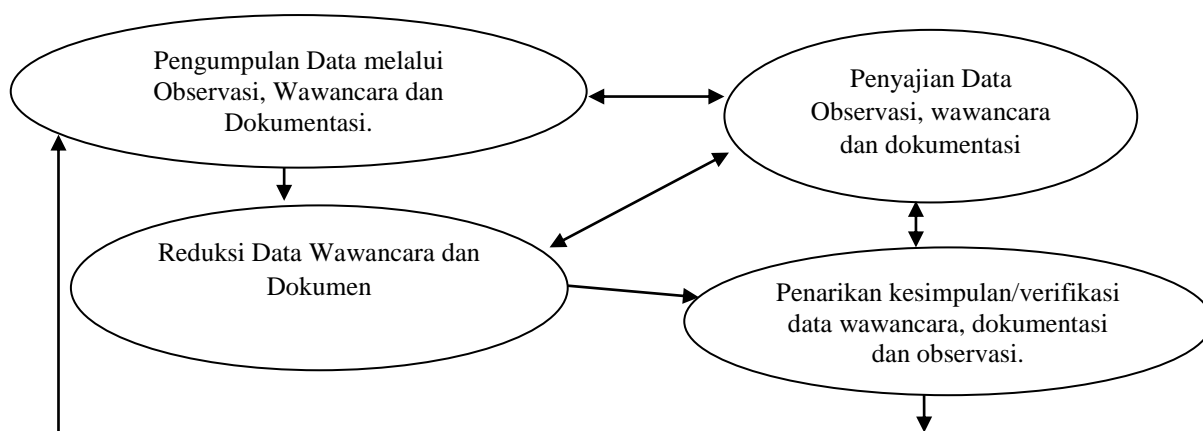 Pengumpulan Data melalui
Observasi, Wawancara dan
Dokumentasi.
Penyajian Data
Observasi, wawancara
dan dokumentasi
Reduksi Data Wawancara dan
Dokumen
Penarikan kesimpulan/verifikasi
data wawancara, dokumentasi
dan observasi.